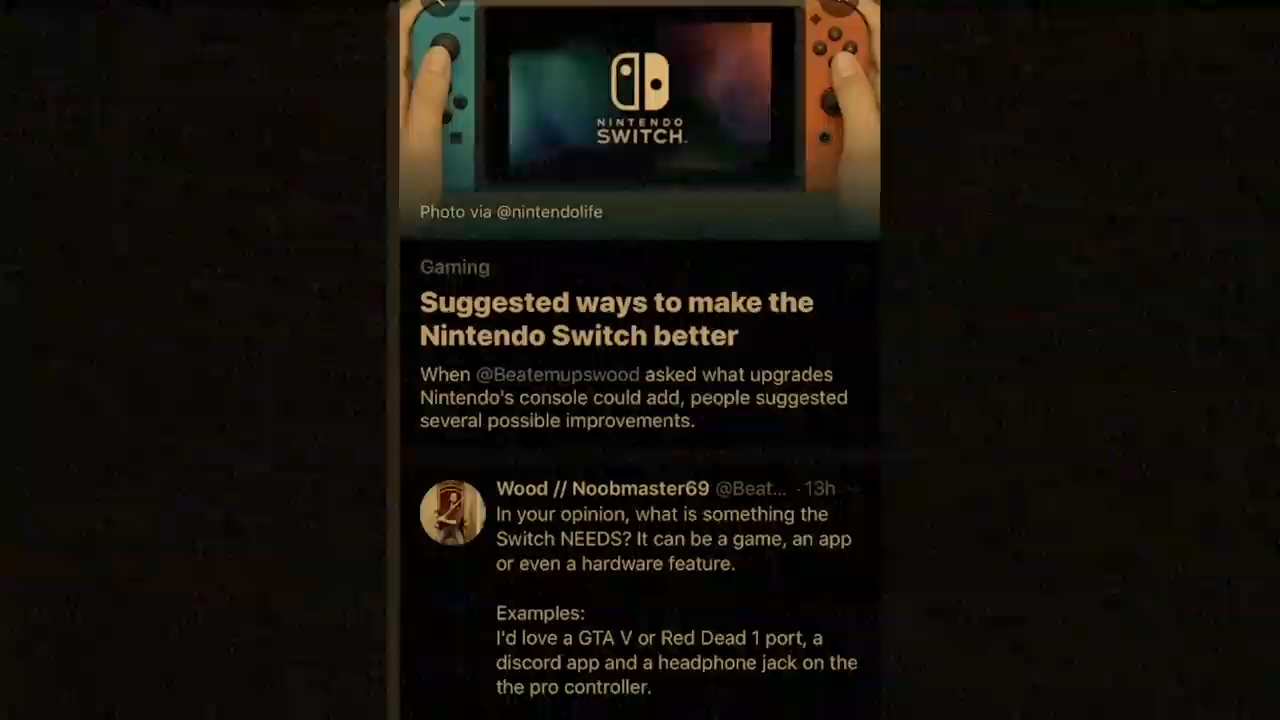 NINTENDO
SWITCH
Photo via @nintendolife
Gaming
Suggested ways to make the
Nintendo Switch better
When @Beatemupswood asked what upgrades
Nintendo's console could add, people suggested
several possible improvements.
Wood // Noobmaster69 @Beat... · 13h
In your opinion, what is something the
Switch NEEDS? It can be a game, an app
or even a hardware feature.
Examples:
I'd love a GTA V or Red Dead 1 port, a
discord app and a headphone jack on the
the pro controller.